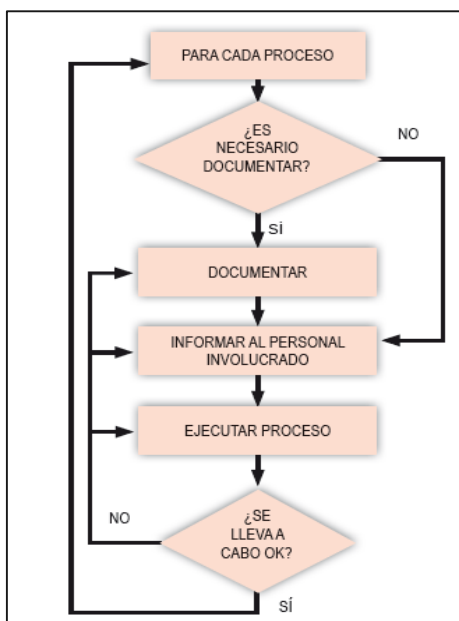 PARA CADA PROCESO
¿ES
NECESARIO
DOCUMENTAR?
NO
SÍ
DOCUMENTAR
INFORMAR AL PERSONAL
INVOLUCRADO
EJECUTAR PROCESO
¿SE
LLEVA A
CABO OK?
NO
SÍ